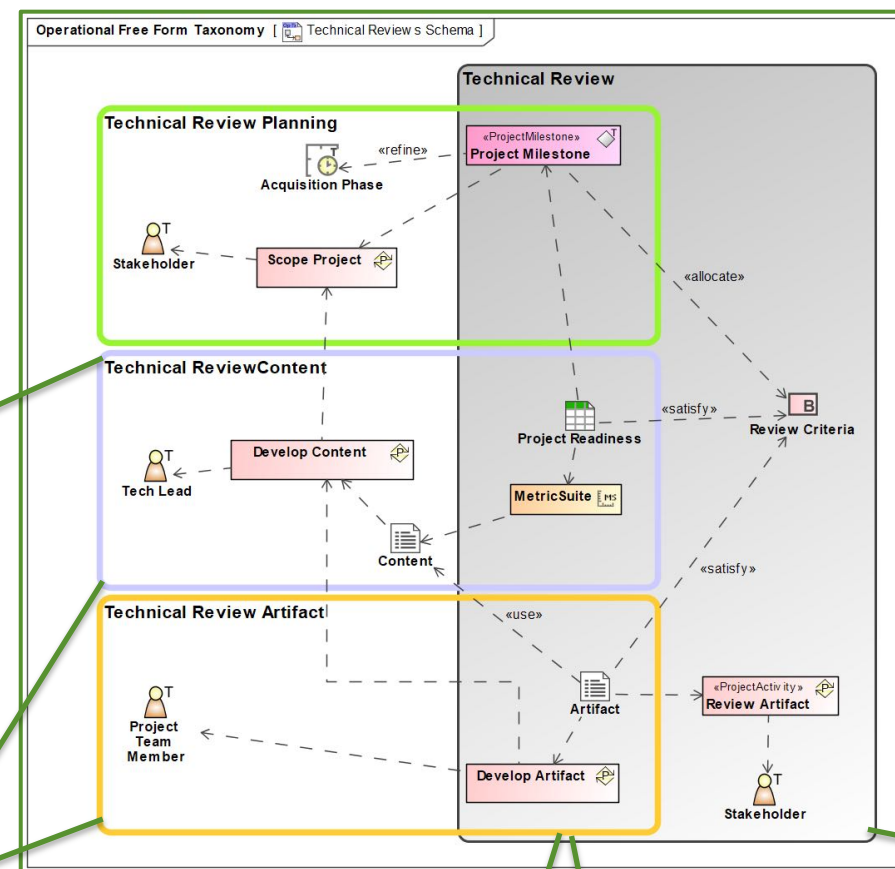 Operational Free Form Taxonomy [ Technical Review s Schema ]
Technical Review
Technical Review Planning
«ProjectMilestone»
T
Project Milestone
«refine»
T
Acquisition Phase
T
Stakeholder
Scope Project
P
«allocate»
Technical ReviewContent
B
Review Criteria
«satisfy»
Project Readiness
Develop Content
P
T
Tech Lead
MetricSuite
MS
Content
«satisfy»
Technical Review Artifact
«use»
T
Project
Team
Member
Artifact
«ProjectActivity»
P
Review Artifact
Develop Artifact
P
T
Stakeholder